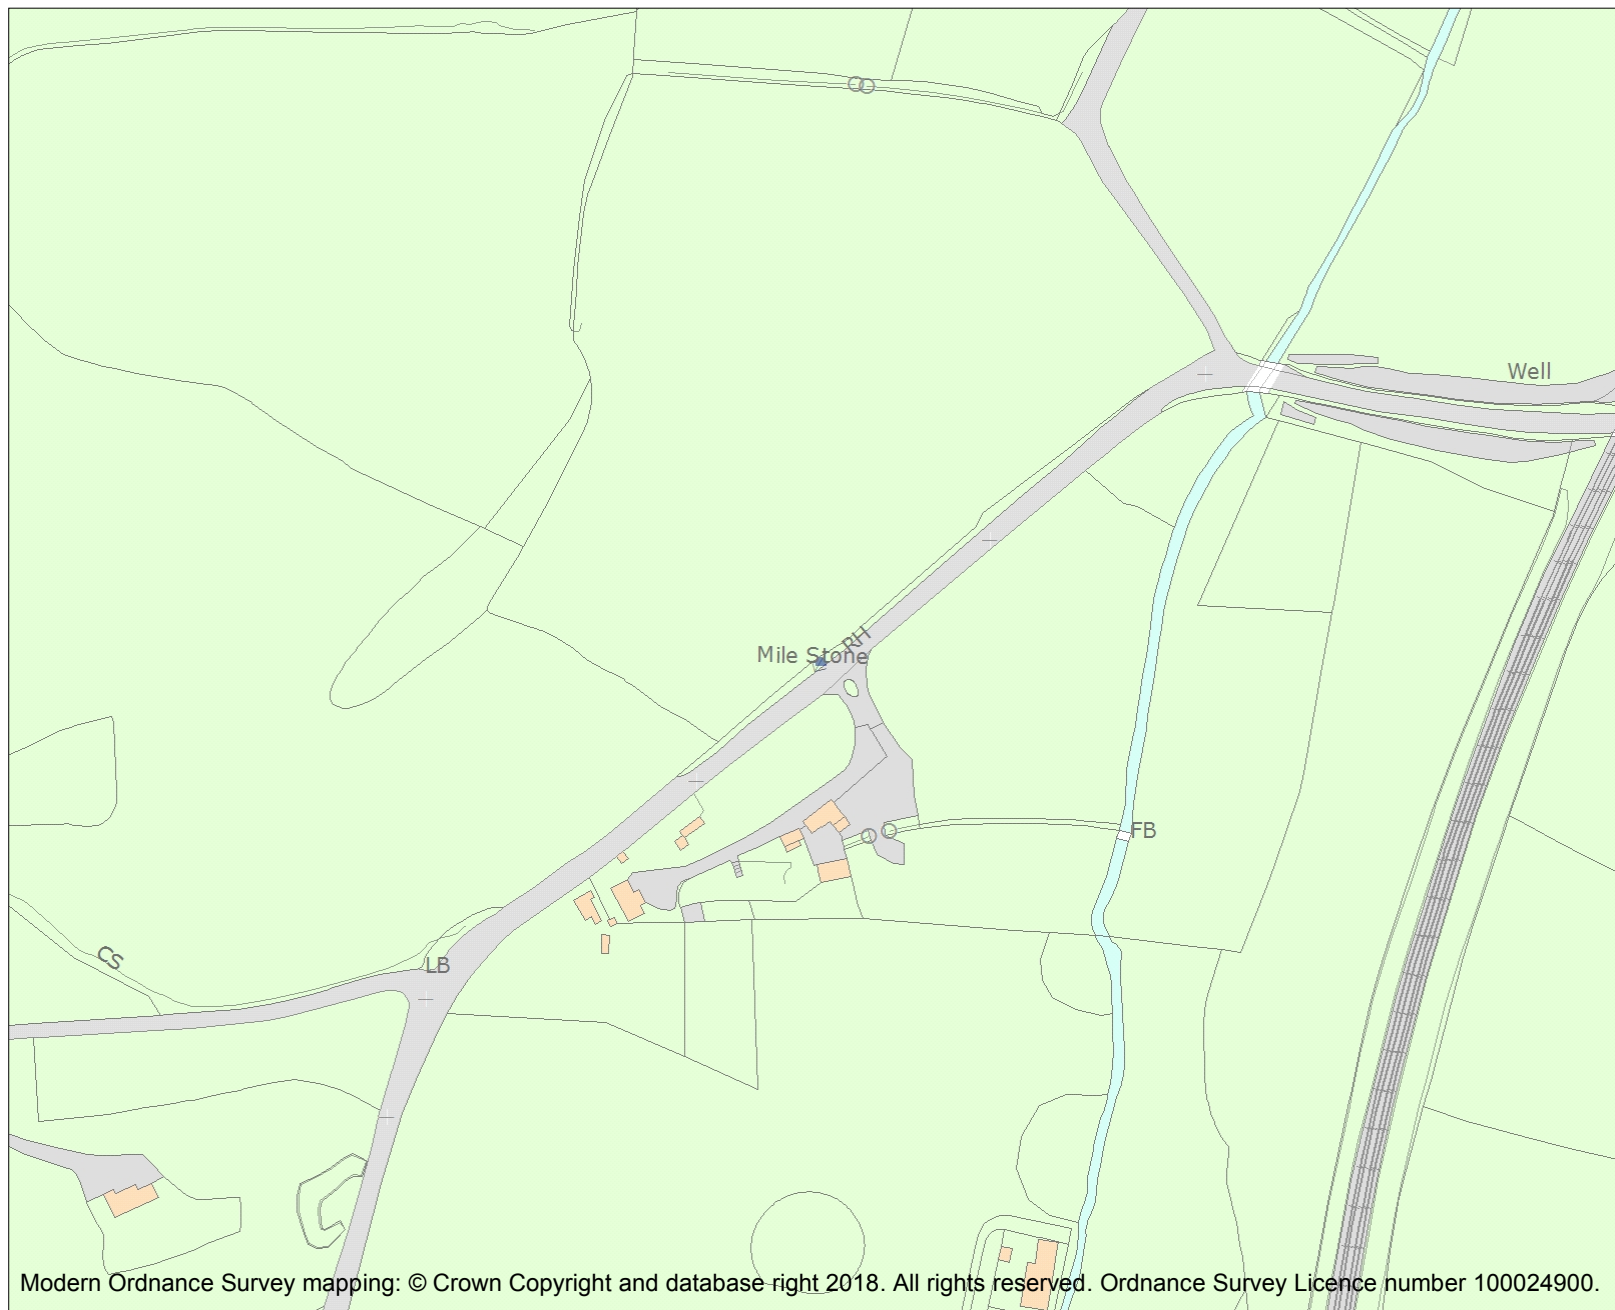 Well
RH
Mile Stone
FB
CS
LB
Modern Ordnance Survey mapping: © Crown Copyright and database right 2018. All rights reserved. Ordnance Survey Licence number 100024900.